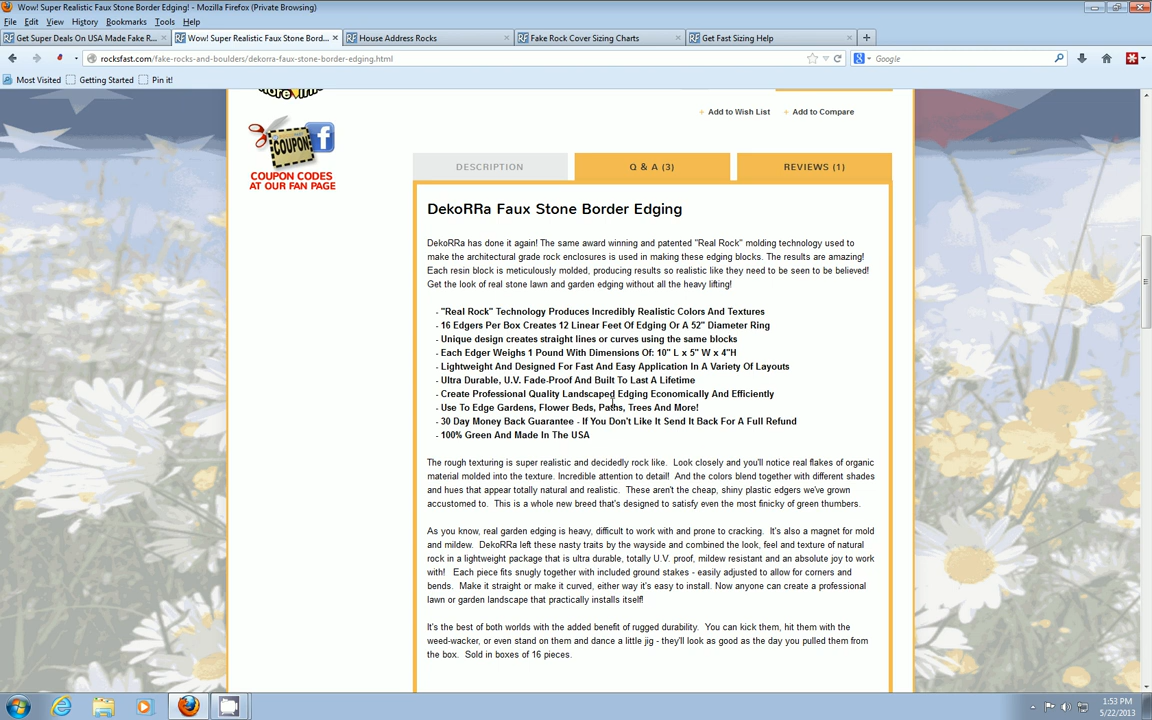 Wow! Super Realistic Faux Stone Border Edging! - Mozilla Firefox (Private Browsing)
File Edit View History Bookmarks Tools Help
Get Super Deals On USA Made Fake R... Wow! Super Realistic Faux Stone Bord... House Address Rocks Fake Rock Cover Sizing Charts Get Fast Sizing Help
rocksfast.com/fake-rocks-and-boulders/dekorra-faux-stone-border-edging.html Google
Most Visited Getting Started Pin it!
Add to Wish List Add to Compare
COUPON
COUPON CODES
AT OUR FAN PAGE
DESCRIPTION Q & A (3) REVIEWS (1)
DekoRRa Faux Stone Border Edging
DekoRRa has done it again! The same award winning and patented "Real Rock" molding technology used to
make the architectural grade rock enclosures is used in making these edging blocks. The results are amazing!
Each resin block is meticulously molded, producing results so realistic like they need to be seen to be believed!
Get the look of real stone lawn and garden edging without all the heavy lifting!
- "Real Rock" Technology Produces Incredibly Realistic Colors And Textures
- 16 Edgers Per Box Creates 12 Linear Feet Of Edging Or A 52" Diameter Ring
- Unique design creates straight lines or curves using the same blocks
- Each Edger Weighs 1 Pound With Dimensions Of: 10" L x 5" W x 4"H
- Lightweight And Designed For Fast And Easy Application In A Variety Of Layouts
- Ultra Durable, U.V. Fade-Proof And Built To Last A Lifetime
- Create Professional Quality Landscaped Edging Economically And Efficiently
- Use To Edge Gardens, Flower Beds, Paths, Trees And More!
- 30 Day Money Back Guarantee - If You Don't Like It Send It Back For A Full Refund
- 100% Green And Made In The USA
The rough texturing is super realistic and decidedly rock like. Look closely and you'll notice real flakes of organic
material molded into the texture. Incredible attention to detail! And the colors blend together with different shades
and hues that appear totally natural and realistic. These aren't the cheap, shiny plastic edgers we've grown
accustomed to. This is a whole new breed that's designed to satisfy even the most finicky of green thumbers.
As you know, real garden edging is heavy, difficult to work with and prone to cracking. It's also a magnet for mold
and mildew. DekoRRa left these nasty traits by the wayside and combined the look, feel and texture of natural
rock in a lightweight package that is ultra durable, totally U.V. proof, mildew resistant and an absolute joy to work
with! Each piece fits snugly together with included ground stakes - easily adjusted to allow for corners and
bends. Make it straight or make it curved, either way it's easy to install. Now anyone can create a professional
lawn or garden landscape that practically installs itself!
It's the best of both worlds with the added benefit of rugged durability. You can kick them, hit them with the
weed-wacker, or even stand on them and dance a little jig - they'll look as good as the day you pulled them from
the box. Sold in boxes of 16 pieces.
1:53 PM
5/22/2013